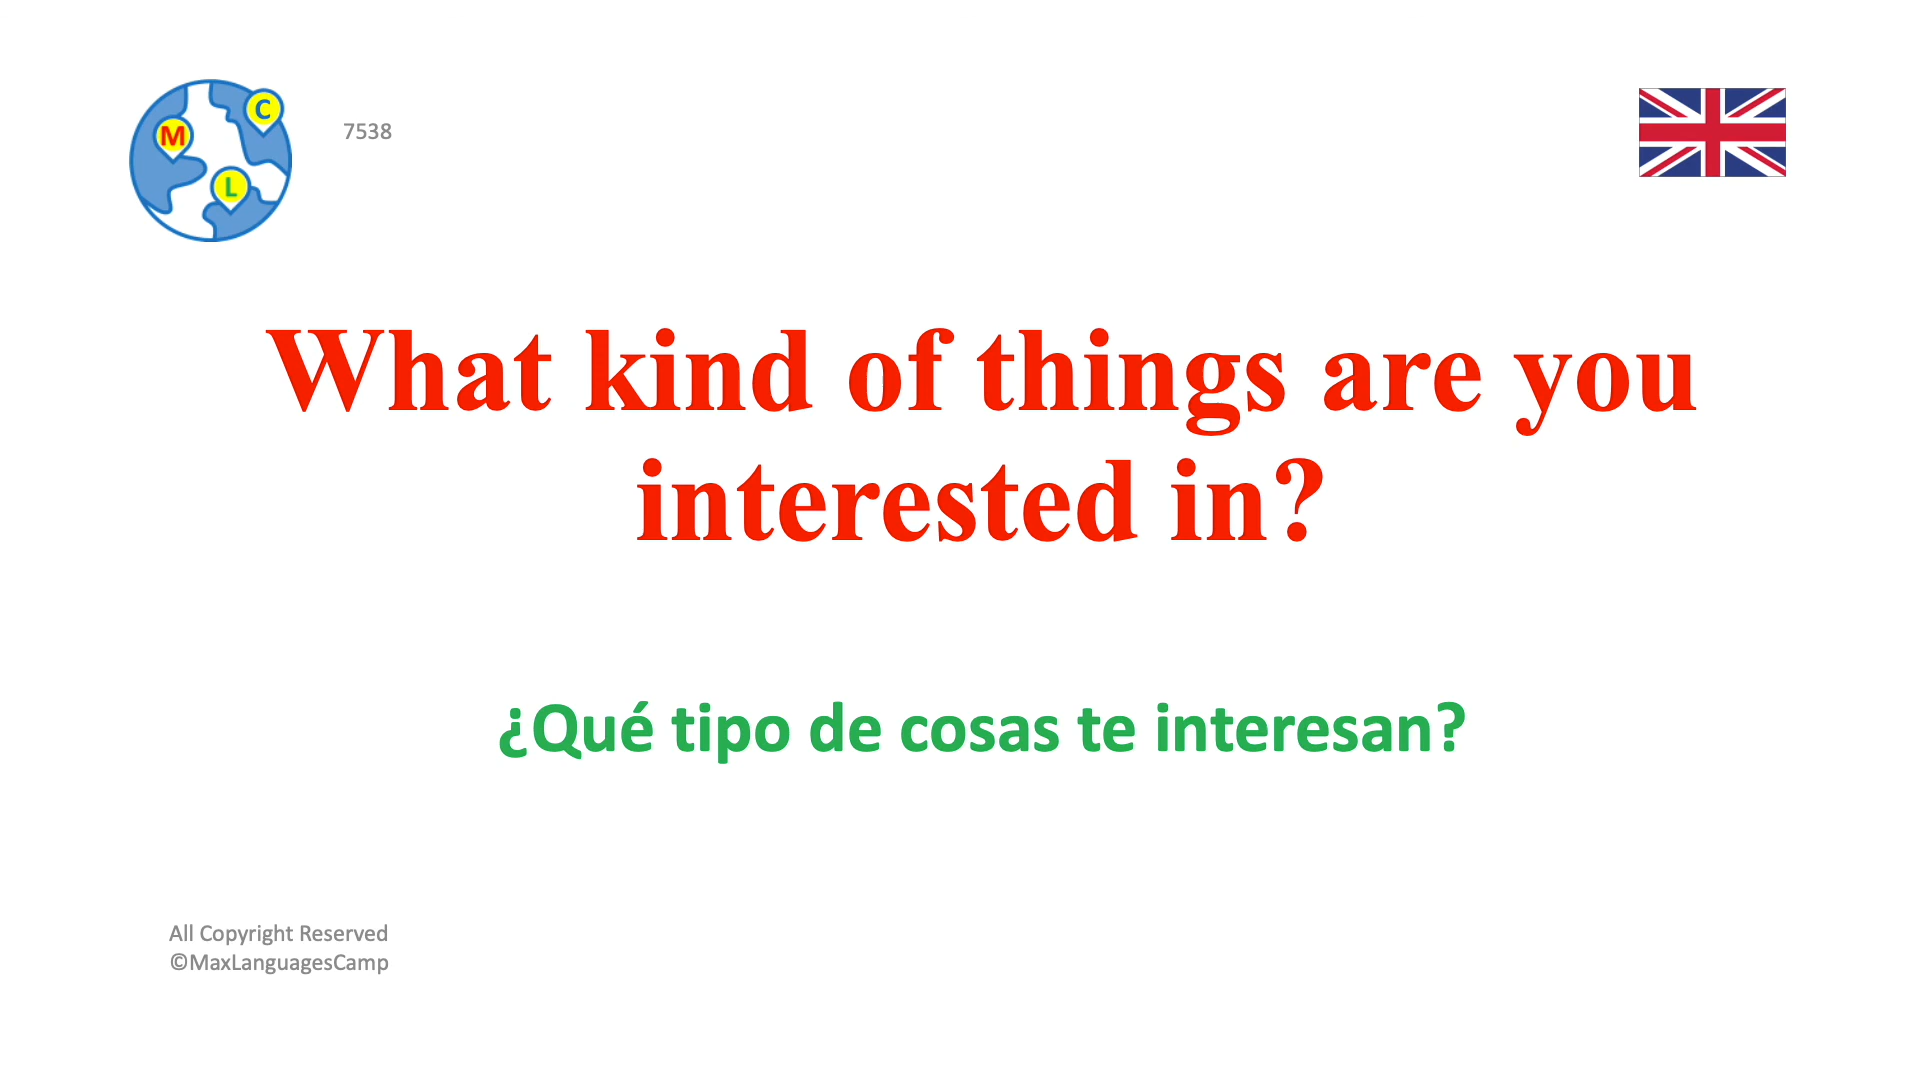 C
M
L
7538
What kind of things are you
interested in?
¿Qué tipo de cosas te interesan?
All Copyright Reserved
©MaxLanguagesCamp